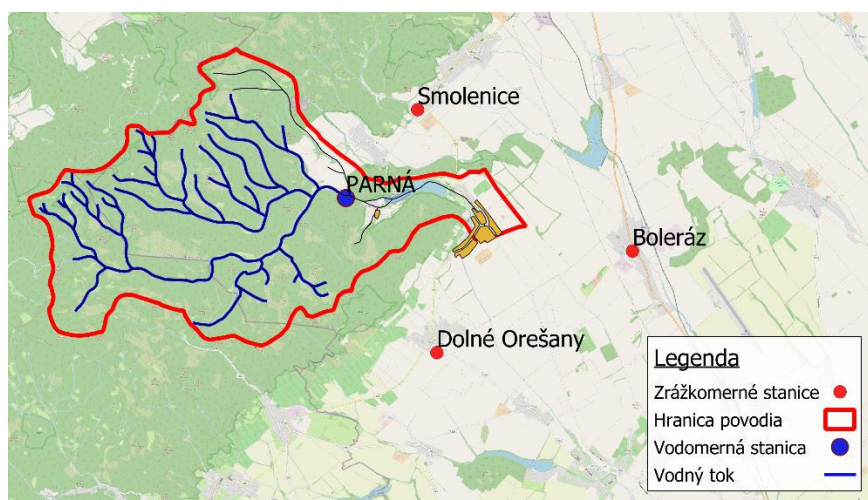 Smolenice
PARNÁ
Boleráz
Dolné Orešany
Legenda
Zrážkomerné stanice
Hranica povodia
Vodomerná stanica
Vodný tok